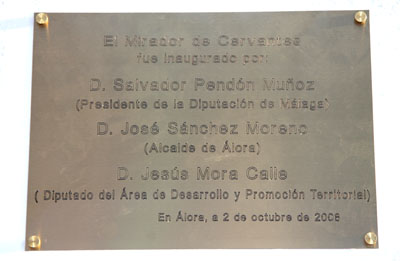 El Mirador de Cervantes
fue inaugurado por:
D. Salvador Pendón Muñoz
(Presidente de la Diputación de Málaga)
D. José Sánchez Moreno
(Alcalde de Álora)
D. Jesús Mora Calle
( Diputado del Área de Desarrollo y Promoción Territorial)
En Álora, a 2 de octubre de 2006